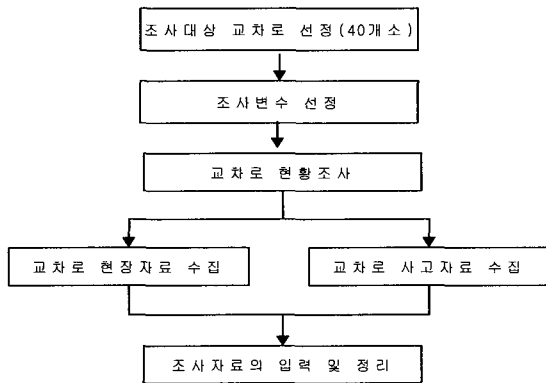 조사대상 교차로 선정(40개소)
조사변수 선정
교차로 현황조사
교차로 현장자료 수집
교차로 사고자료 수집
조사자료의 입력 및 정리